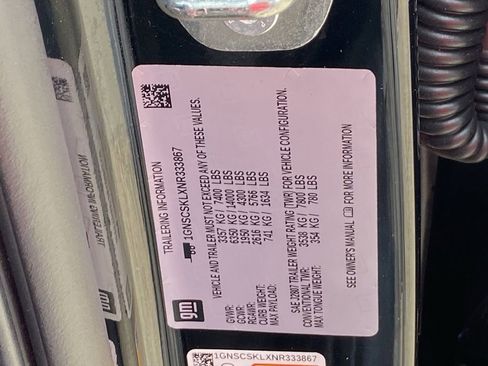 TRAILERING INFORMATION
1GNSCSKLXNR333867
VEHICLE AND TRAILER MUST NOT EXCEED ANY OF THESE VALUES.
GVWR: 3357 KG / 7400 LBS
GCWR: 6350 KG / 14000 LBS
RGAWR: 1950 KG / 4300 LBS
CURB WEIGHT: 2616 KG / 5766 LBS
MAX PAYLOAD: 741 KG / 1634 LBS
SAE J2807 TRAILER WEIGHT RATING (TWR) FOR VEHICLE CONFIGURATION.
CONVENTIONAL TWR: 3538 KG / 7800 LBS
MAX TONGUE WEIGHT: 354 KG / 780 LBS
SEE OWNER'S MANUAL FOR MORE INFORMATION
gm
1GNSCSKLXNR333867